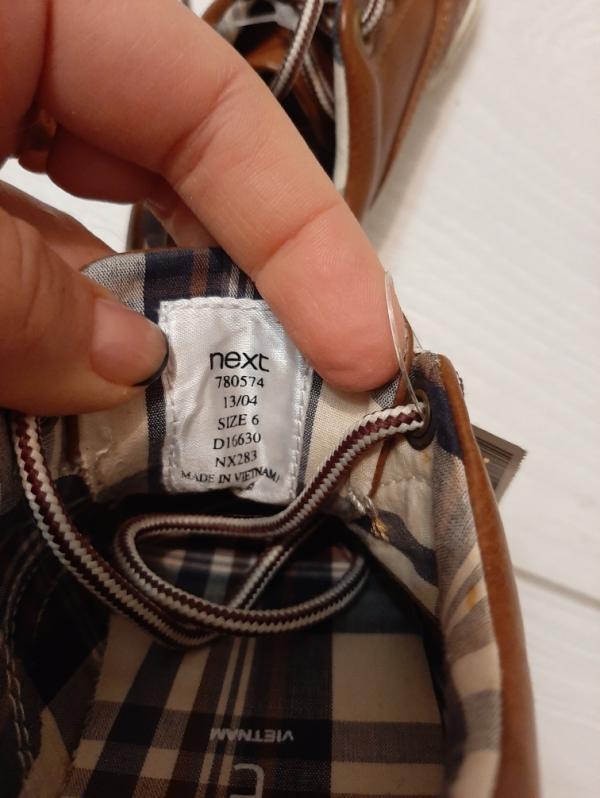 next
780574
13/04
SIZE 6
D16630
NX283
MADE IN VIETNAM
VIETNAM